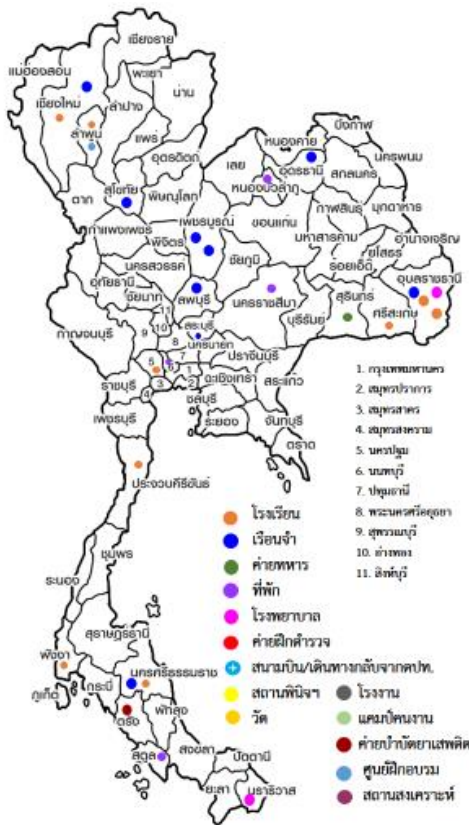 เชียงราย
แม่ฮ่องสอน
พะเยา
น่าน
เชียงใหม่
ลำปาง
ลำพูน
แพร่
อุตรดิตถ์
บึงกาฬ
หนองคาย
เลย
อุดรธานี
นครพนม
สกลนคร
หนองบัวลำภู
ตาก
สุโขทัย
พิษณุโลก
เพชรบูรณ์
ขอนแก่น
กาฬสินธุ์
มุกดาหาร
กำแพงเพชร
พิจิตร
มหาสารคาม
อำนาจเจริญ
ยโสธร
ร้อยเอ็ด
ชัยภูมิ
นครสวรรค์
อุทัยธานี
ชัยนาท
ลพบุรี
นครราชสีมา
บุรีรัมย์
สุรินทร์
ศรีสะเกษ
อุบลราชธานี
กาญจนบุรี
11
10
9
8
สระบุรี
นครนายก
ปราจีนบุรี
7
6
5
1
2
3
4
ฉะเชิงเทรา
สระแก้ว
ราชบุรี
ชลบุรี
เพชรบุรี
ระยอง
จันทบุรี
ตราด
ประจวบคีรีขันธ์
1. กรุงเทพมหานคร
2. สมุทรปราการ
3. สมุทรสาคร
4. สมุทรสงคราม
5. นครปฐม
6. นนทบุรี
7. ปทุมธานี
8. พระนครศรีอยุธยา
9. สุพรรณบุรี
10. อ่างทอง
11. สิงห์บุรี
ชุมพร
ระนอง
สุราษฎรธานี
พังงา
ภูเก็ต
กระบี่
นครศรีธรรมราช
ตรัง
พัทลุง
สตูล
สงขลา
ปัตตานี
ยะลา
นราธิวาส
โรงเรียน
เรือนจำ
ค่ายทหาร
ที่พัก
โรงพยาบาล
ค่ายฝึกตำรวจ
สนามบิน/เดินทางกลับจากตปท.
สถานพินิจฯ
วัด
โรงงาน
แคมป์คนงาน
ค่ายบำบัดยาเสพติด
ศูนย์ฝึกอบรม
สถานสงเคราะห์